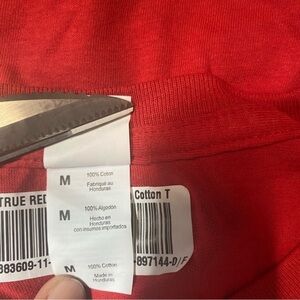 100% Cotton
M
Fabriqué au
Honduras
TRUE RED
Cotton T
100% Algodon
M
Hecho en
Honduras
con insumos importados
883609-11-
-897144-D/F
100% Cotton
M
Made in
Honduras